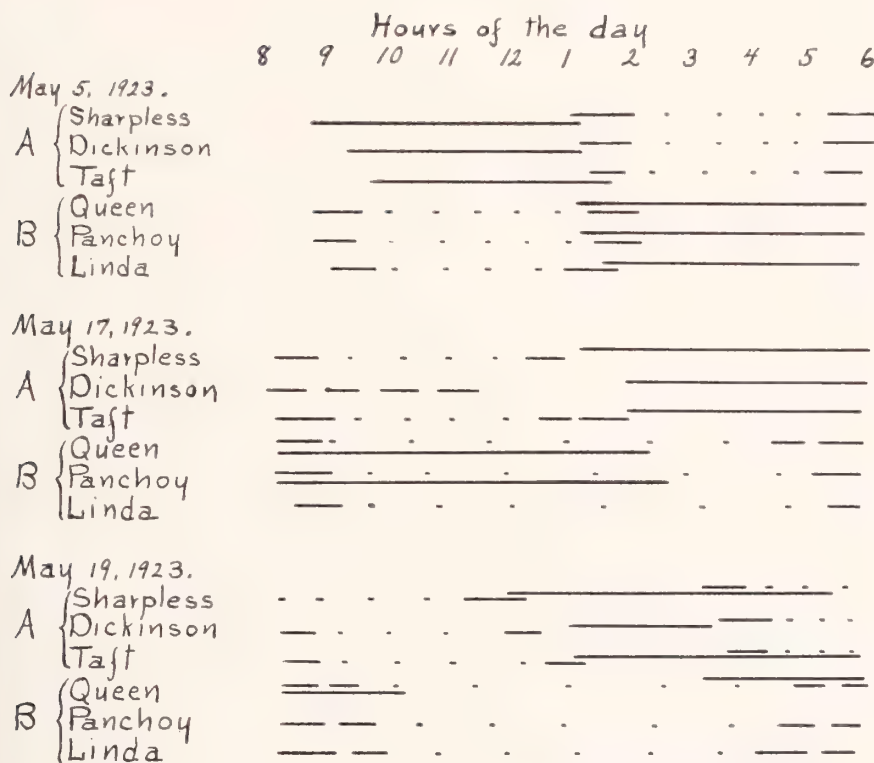 Hours of the day
8 9 10 11 12 1 2 3 4 5 6
May 5, 1923.
A Sharpless
Dickinson
Taft
B Queen
Panchoy
Linda
May 17, 1923.
A Sharpless
Dickinson
Taft
B Queen
Panchoy
Linda
May 19, 1923.
A Sharpless
Dickinson
Taft
B Queen
Panchoy
Linda